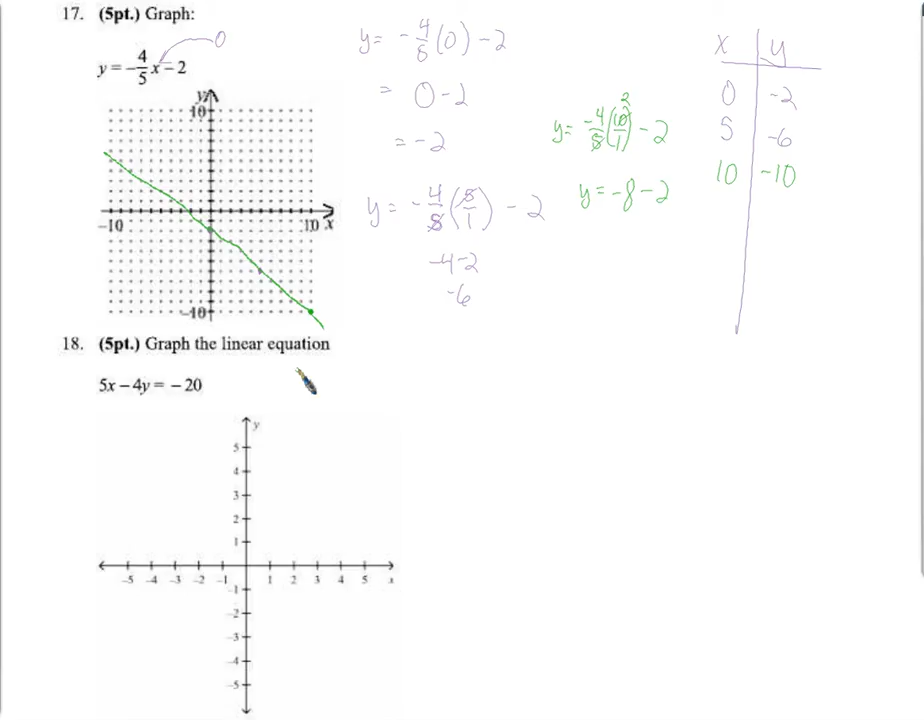 17. (5pt.) Graph:
0
y = -4/5 x - 2
y
10
-10
10 x
-10
y = -4/5 (0) - 2
= 0 - 2
= -2
y = -4/5 (5/1) - 2
-4 - 2
-6
2
y = -4/5 (10/1) - 2
y = -8 - 2
x y
0 -2
5 -6
10 -10
18. (5pt.) Graph the linear equation
5x - 4y = - 20
y
5
4
3
2
1
-5 -4 -3 -2 -1 1 2 3 4 5 x
-1
-2
-3
-4
-5